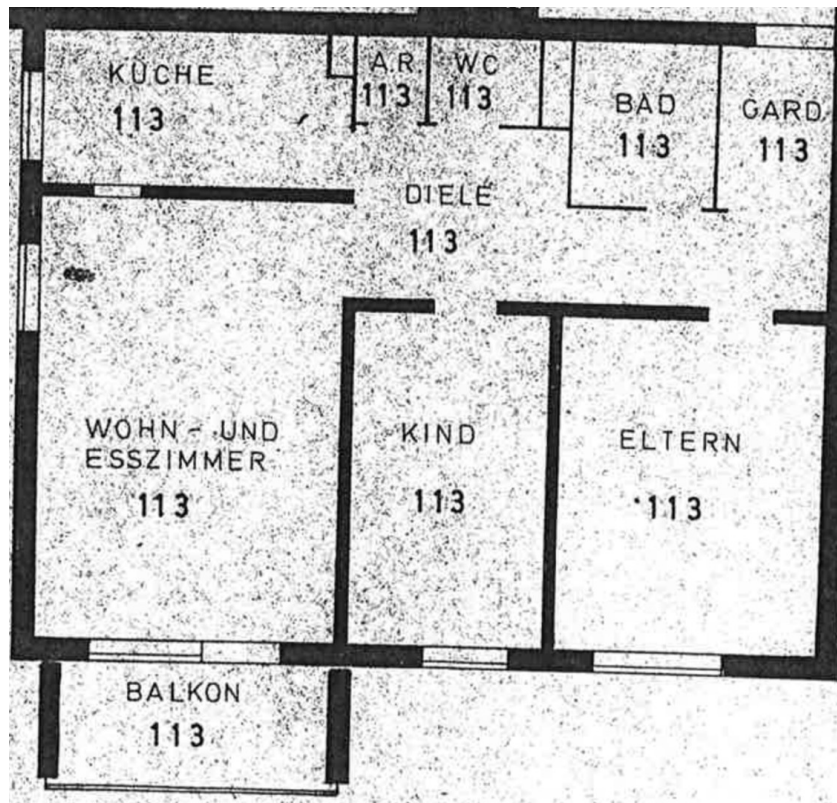 KÜCHE
113
A.R.
113
WC
113
BAD
113
GARD
113
DIELE
113
WOHN - UND
ESSZIMMER
113
KIND
113
ELTERN
113
BALKON
113